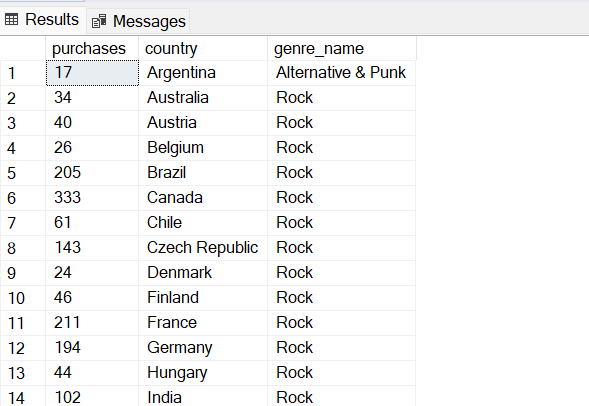 Results Messages
purchases country genre_name
1 17 Argentina Alternative & Punk
2 34 Australia Rock
3 40 Austria Rock
4 26 Belgium Rock
5 205 Brazil Rock
6 333 Canada Rock
7 61 Chile Rock
8 143 Czech Republic Rock
9 24 Denmark Rock
10 46 Finland Rock
11 211 France Rock
12 194 Germany Rock
13 44 Hungary Rock
14 102 India Rock